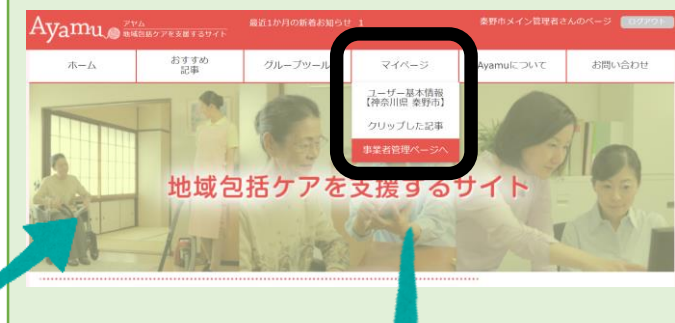 Ayamu アヤム
地域包括ケアを支援するサイト
最近1か月の新着お知らせ 1
秦野市メイン管理者さんのページ
ログアウト
ホーム
おすすめ
記事
グループツール
マイページ
Ayamuについて
お問い合わせ
ユーザー基本情報
【神奈川県 秦野市】
クリップした記事
事業者管理ページへ
地域包括ケアを支援するサイト